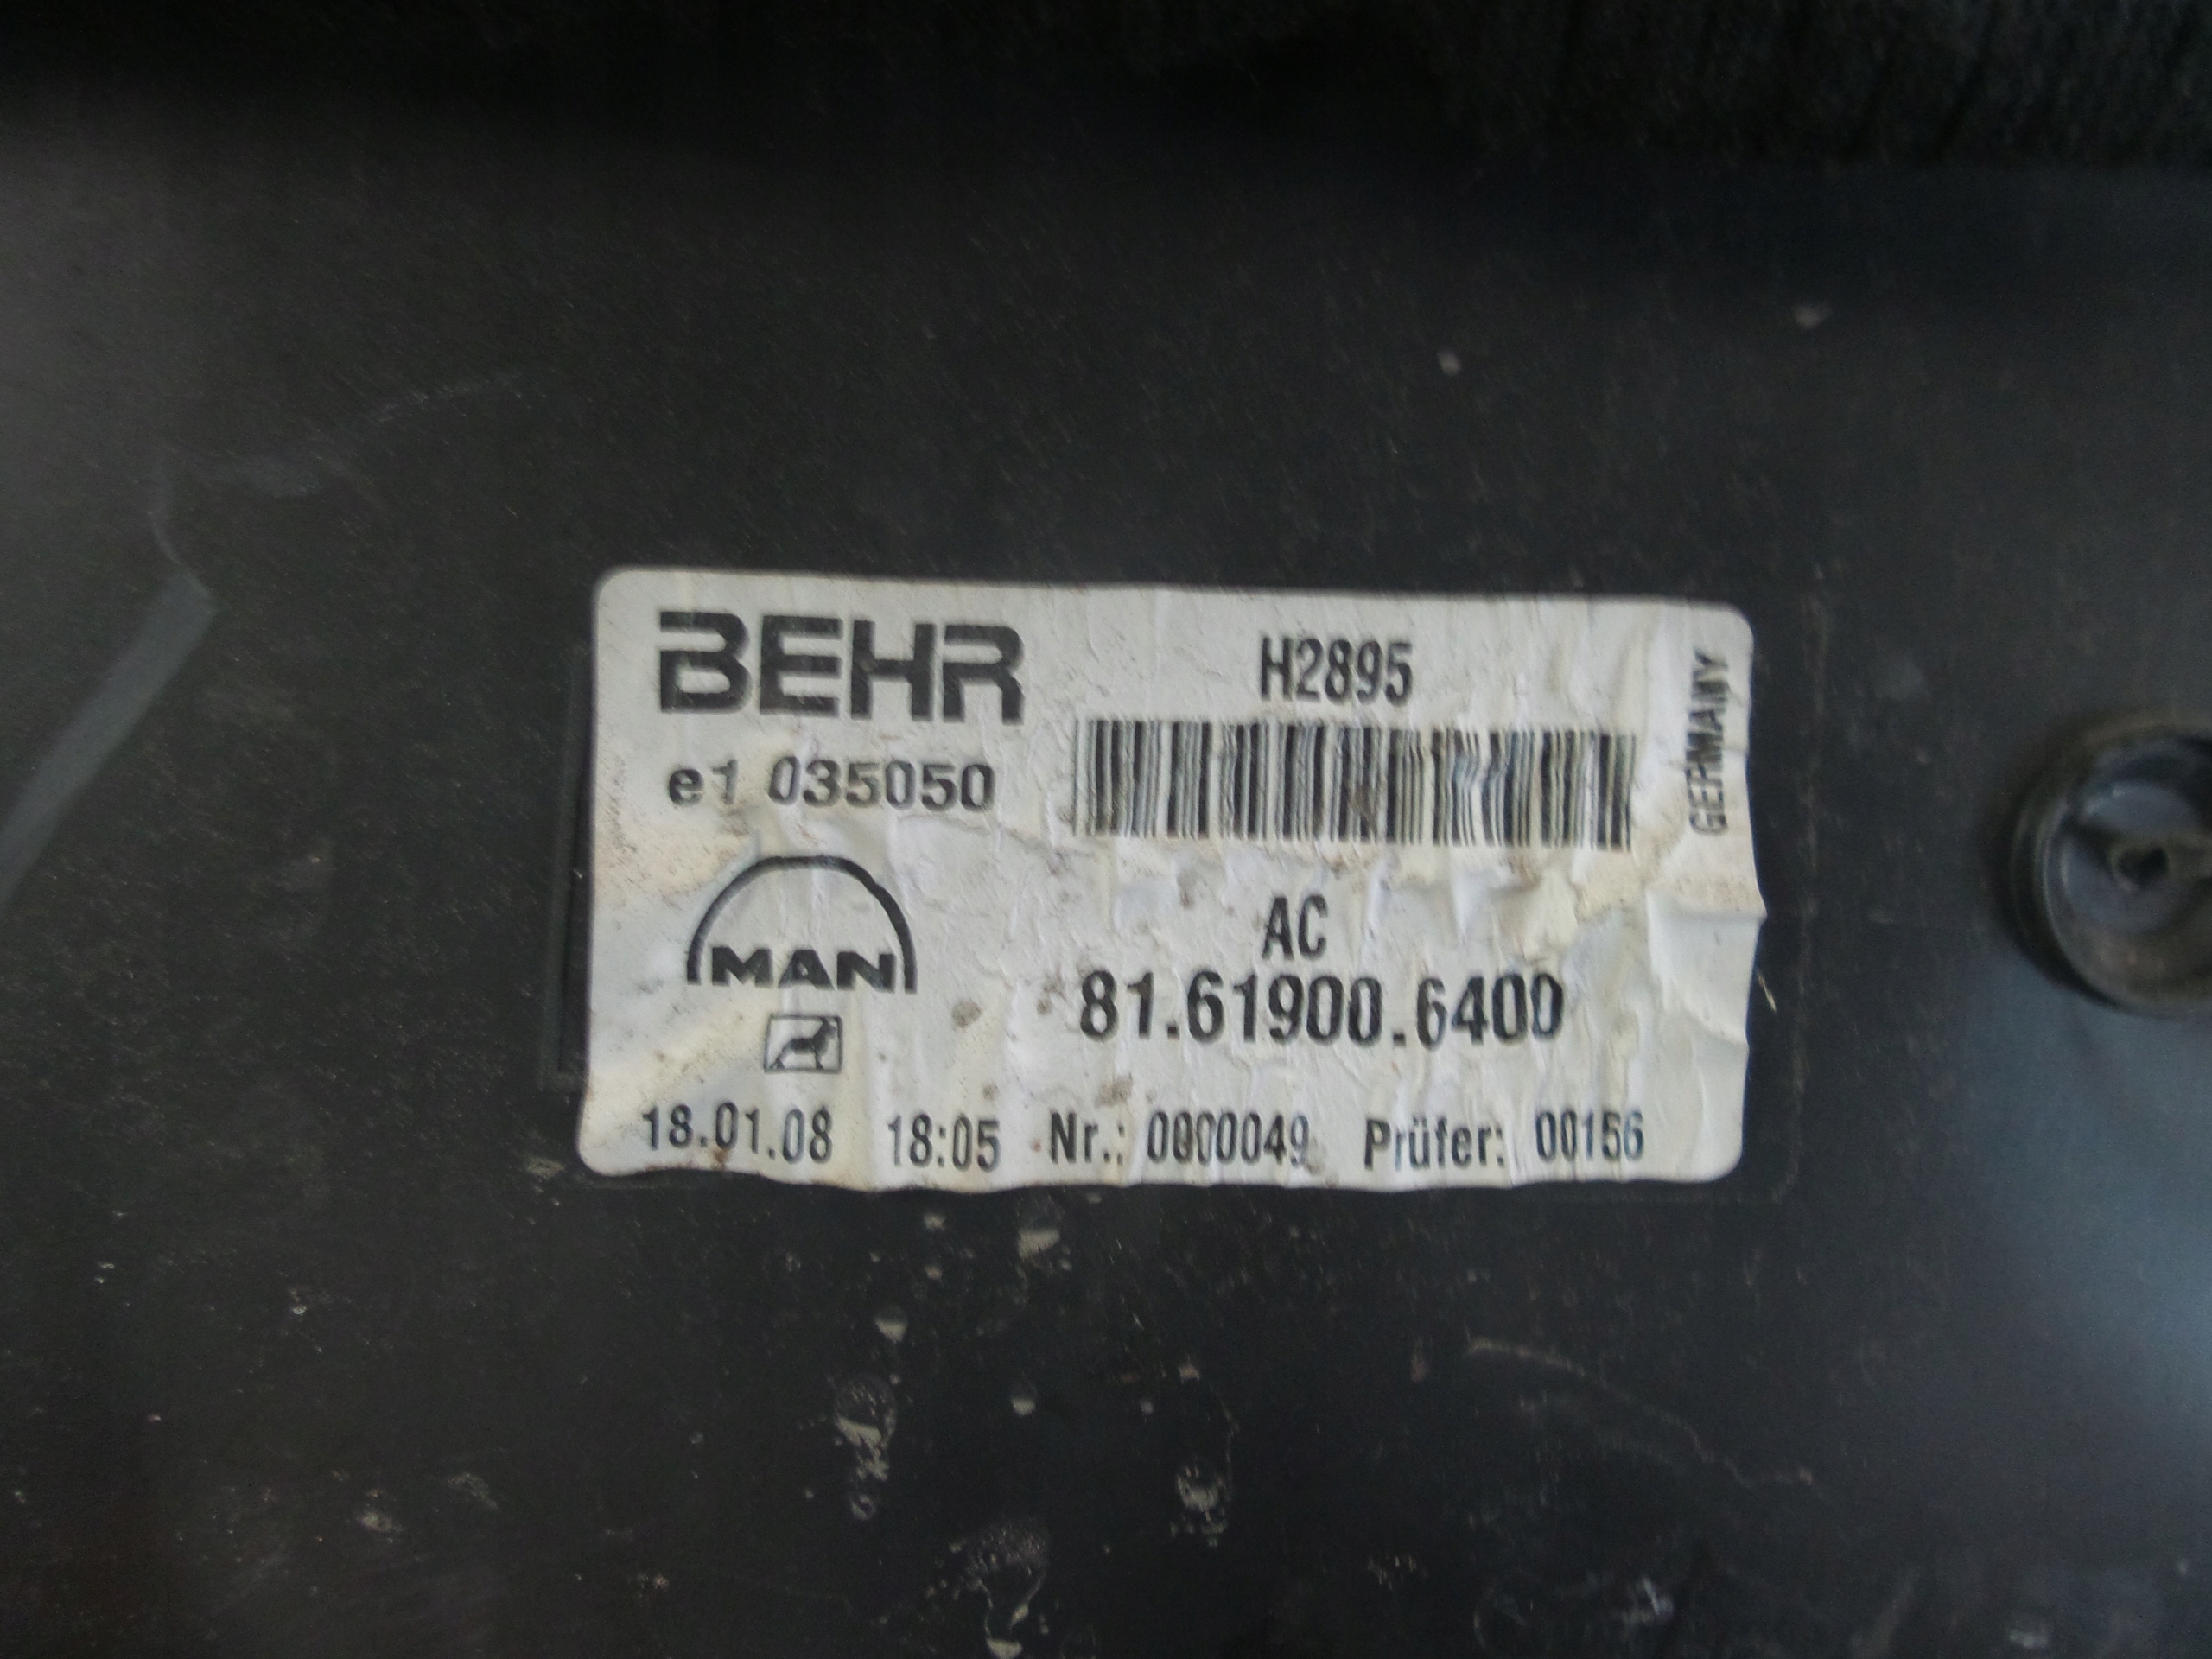 BEHR
H2895
GERMANY
e1 035050
MAN
AC
81.61900.6400
18.01.08 18:05 Nr.: 0000049 Prüfer: 00156